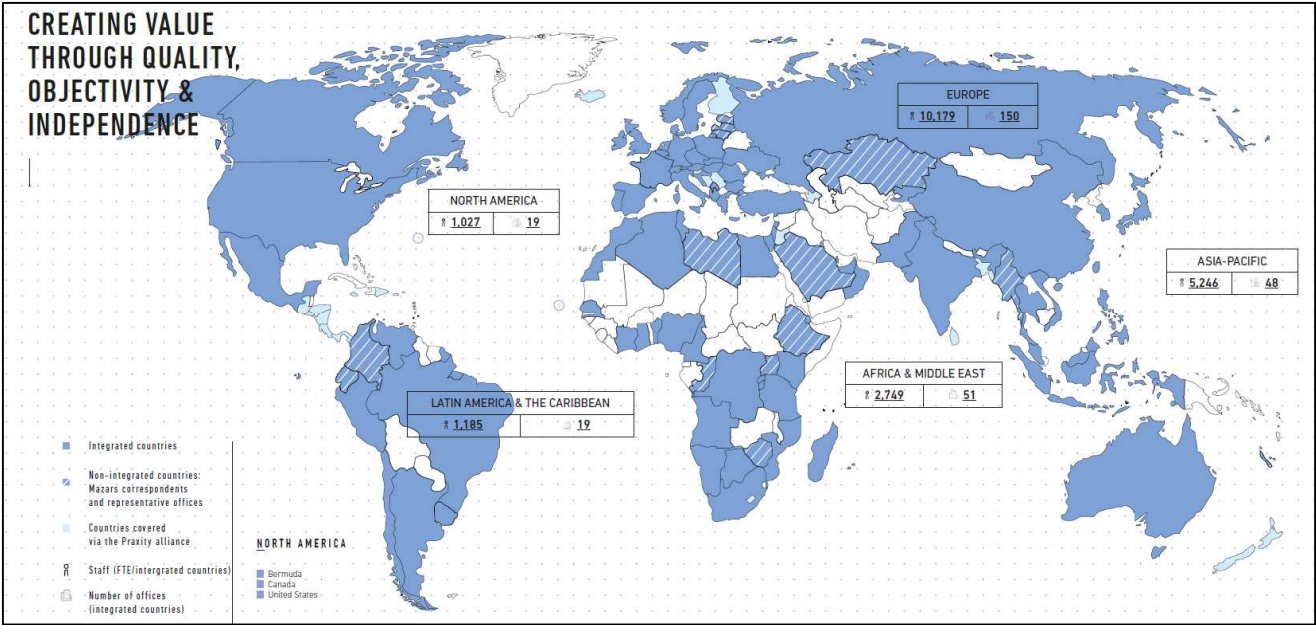 CREATING VALUE
THROUGH QUALITY,
OBJECTIVITY &
INDEPENDENCE
EUROPE
10,179 150
NORTH AMERICA
1,027 19
ASIA-PACIFIC
5,246 48
AFRICA & MIDDLE EAST
2,749 51
LATIN AMERICA & THE CARIBBEAN
1,185 19
Integrated countries
Non-integrated countries:
Mazars correspondents
and representative offices
Countries covered
via the Praxity alliance
Staff (FTE/intergrated countries)
Number of offices
(integrated countries)
NORTH AMERICA
Bermuda
Canada
United States